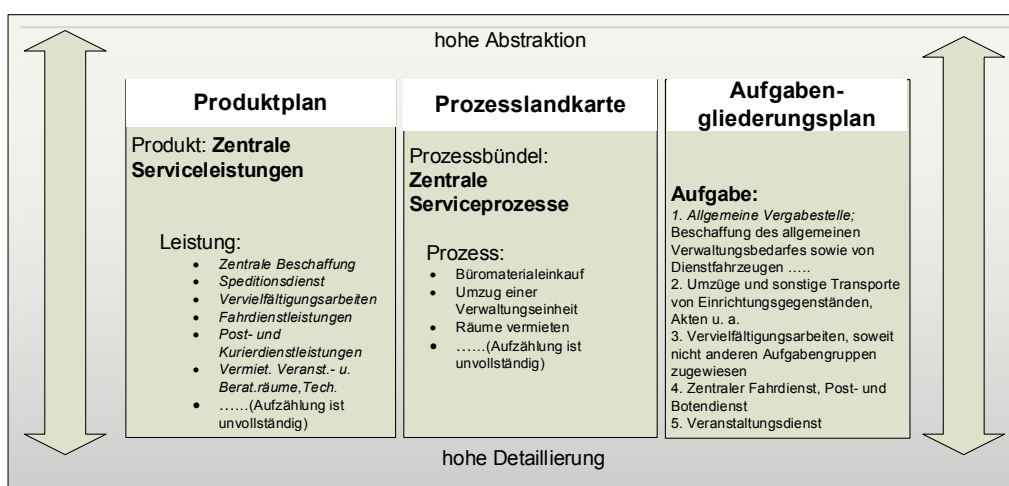 hohe Abstraktion
Produktplan
Produkt: Zentrale
Serviceleistungen
Leistung:
• Zentrale Beschaffung
• Speditionsdienst
• Vervielfältigungsarbeiten
• Fahrdienstleistungen
• Post- und
Kurierdienstleistungen
• Vermiet. Veranst.- u.
Berat.räume,Tech.
• ……(Aufzählung ist
unvollständig)
Prozesslandkarte
Prozessbündel:
Zentrale
Serviceprozesse
Prozess:
• Büromaterialeinkauf
• Umzug einer
Verwaltungseinheit
• Räume vermieten
• ……(Aufzählung ist
unvollständig)
Aufgaben-
gliederungsplan
Aufgabe:
1. Allgemeine Vergabestelle;
Beschaffung des allgemeinen
Verwaltungsbedarfes sowie von
Dienstfahrzeugen …..
2. Umzüge und sonstige Transporte
von Einrichtungsgegenständen,
Akten u. a.
3. Vervielfältigungsarbeiten, soweit
nicht anderen Aufgabengruppen
zugewiesen
4. Zentraler Fahrdienst, Post- und
Botendienst
5. Veranstaltungsdienst
hohe Detaillierung